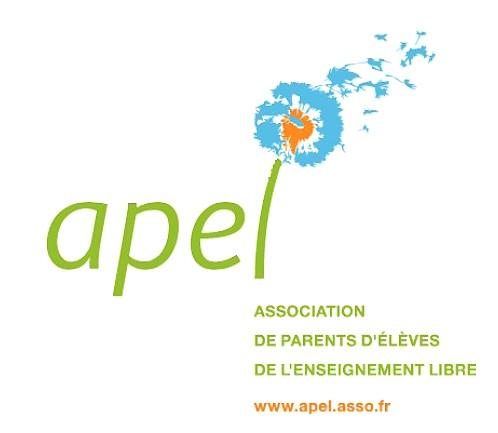 apel
ASSOCIATION
DE PARENTS D'ÉLÈVES
DE L'ENSEIGNEMENT LIBRE
www.apel.asso.fr